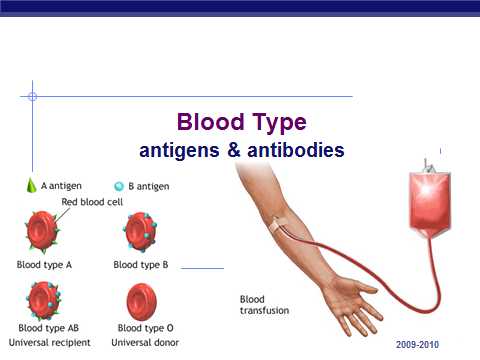 Blood Type
antigens & antibodies
A antigen
B antigen
Red blood cell
Blood type A
Blood type B
Blood type AB
Universal recipient
Blood type O
Universal donor
Blood
transfusion
2009-2010